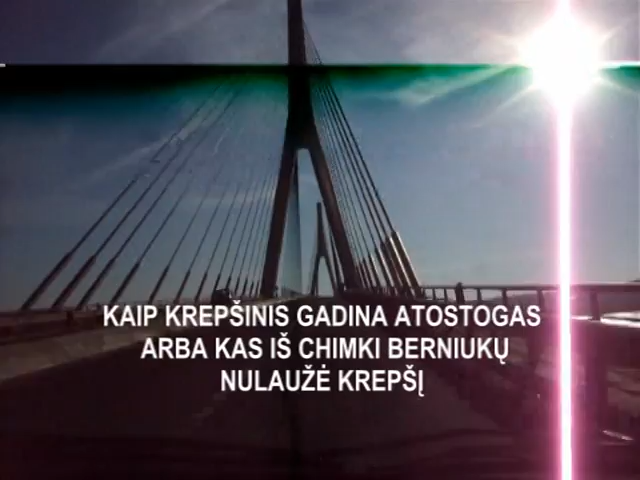 KAIP KREPŠINIS GADINA ATOSTOGAS
ARBA KAS IŠ CHIMKI BERNIUKŲ
NULAUŽĖ KREPŠĮ